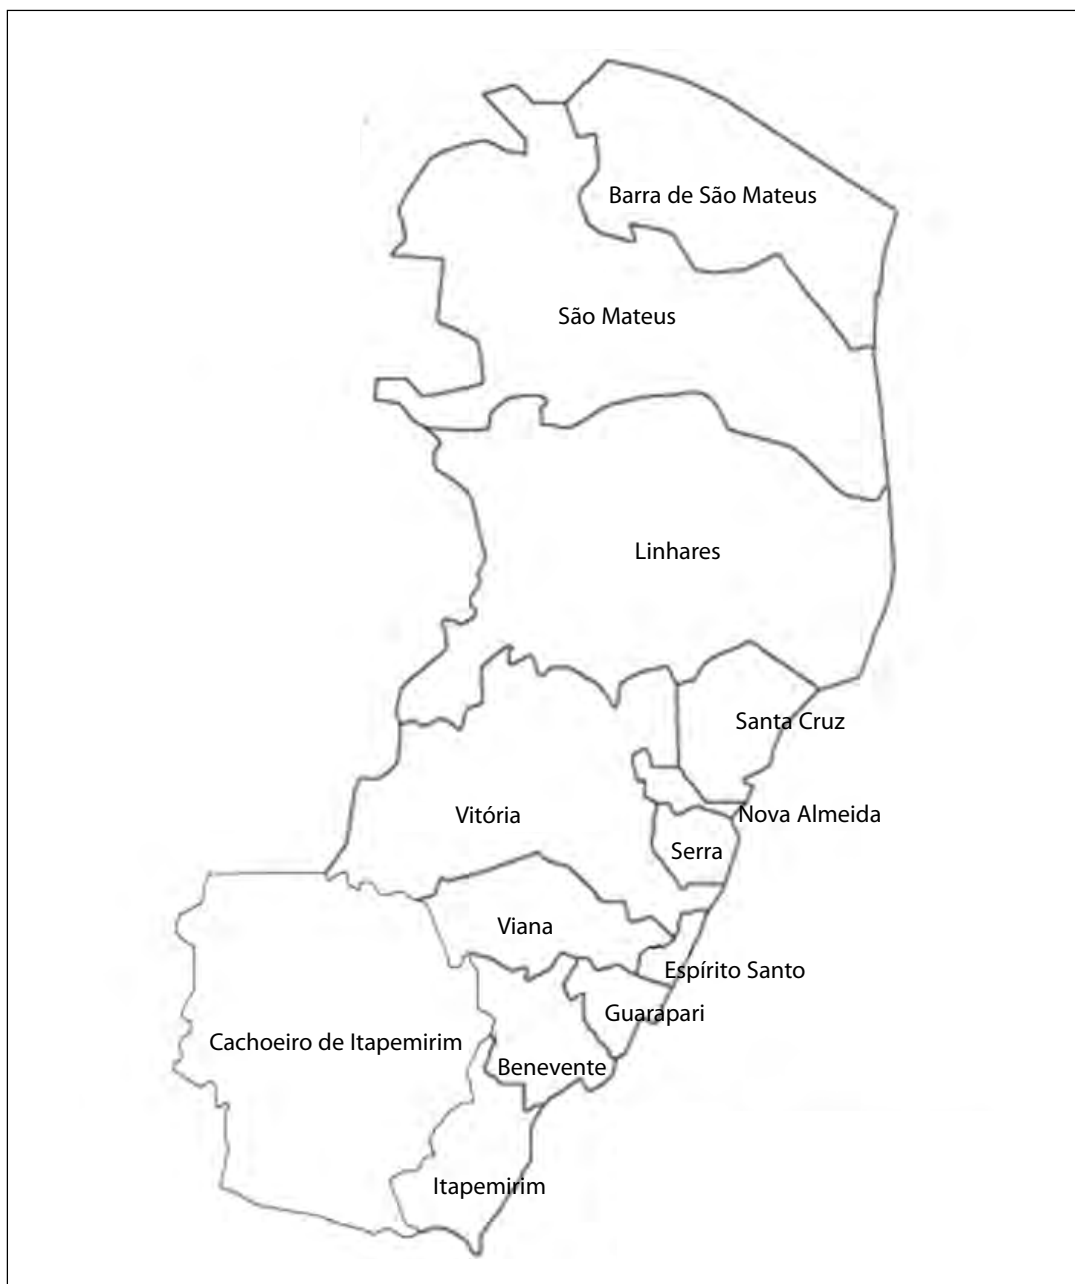 Barra de São Mateus
São Mateus
Linhares
Santa Cruz
Nova Almeida
Vitória
Serra
Viana
Espírito Santo
Guarapari
Cachoeiro de Itapemirim
Benevente
Itapemirim